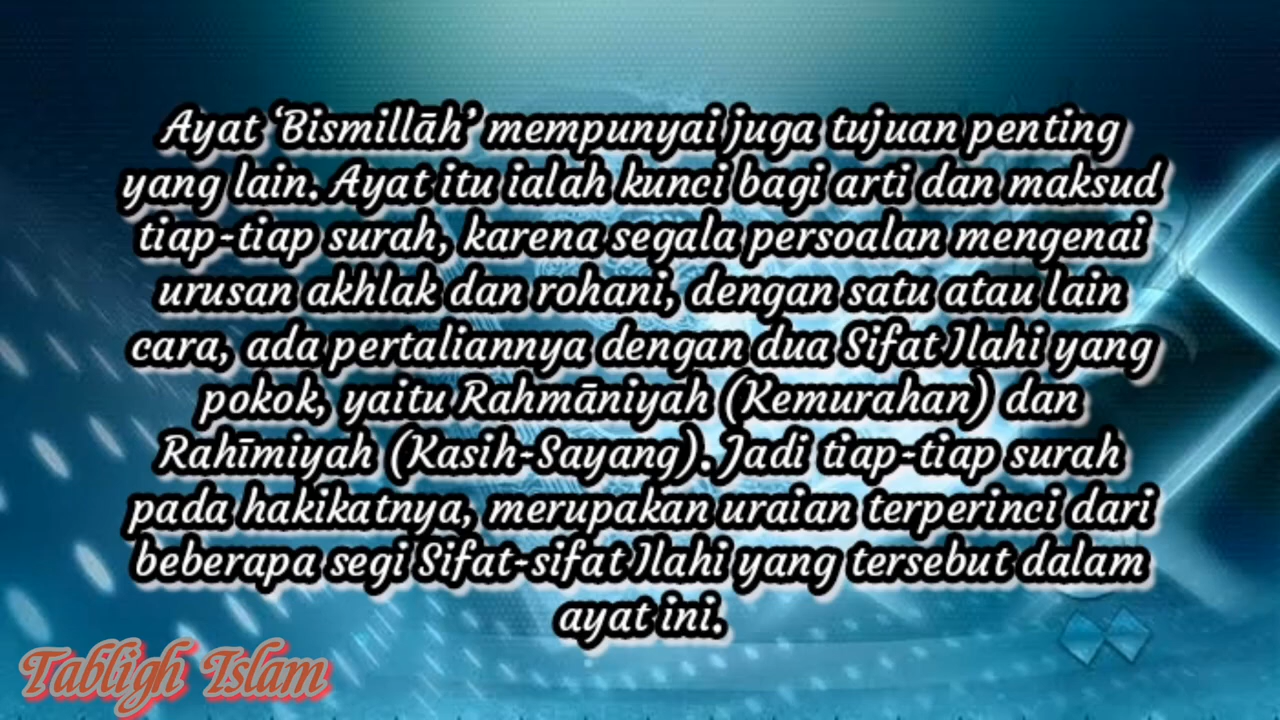 Ayat ‘Bismillāh’ mempunyai juga tujuan penting
yang lain. Ayat itu ialah kunci bagi arti dan maksud
tiap-tiap surah, karena segala persoalan mengenai
urusan akhlak dan rohani, dengan satu atau lain
cara, ada pertaliannya dengan dua Sifat Ilahi yang
pokok, yaitu Rahmāniyah (Kemurahan) dan
Rahīmiyah (Kasih-Sayang). Jadi tiap-tiap surah
pada hakikatnya, merupakan uraian terperinci dari
beberapa segi Sifat-sifat Ilahi yang tersebut dalam
ayat ini.
Tabligh Islam